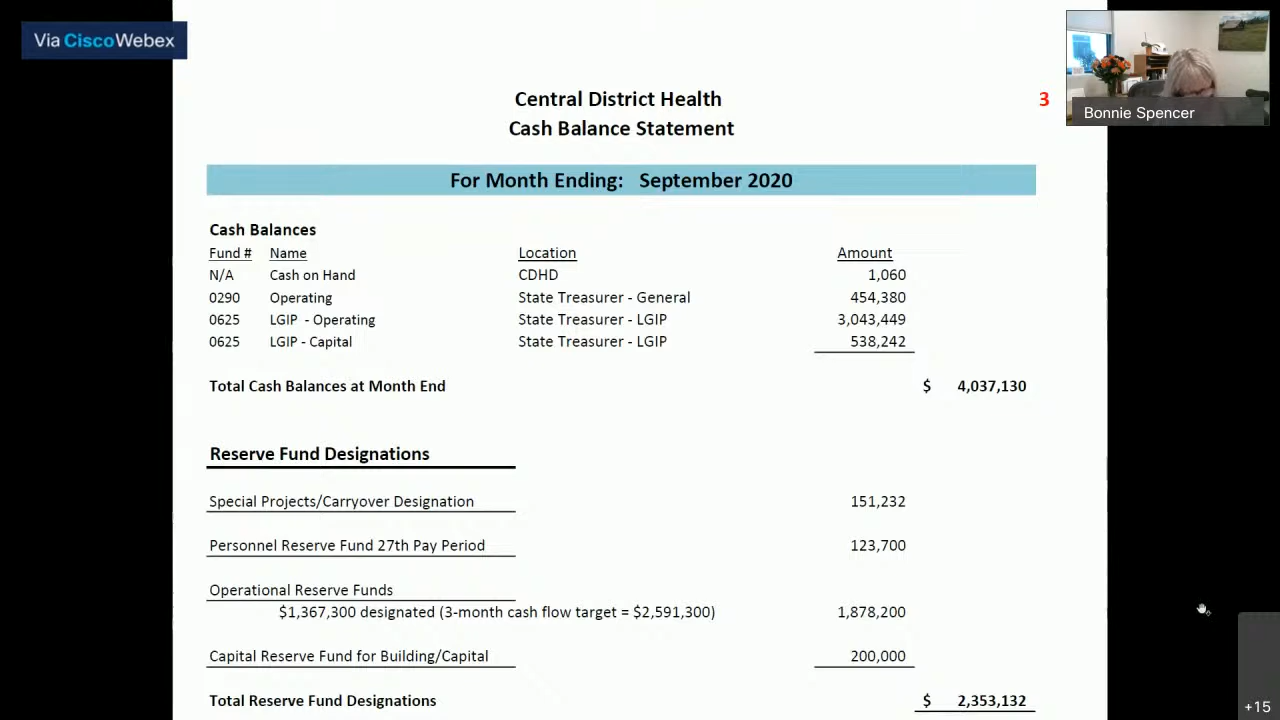 Via CiscoWebex
Bonnie Spencer
Central District Health
3
Cash Balance Statement
For Month Ending: September 2020
Cash Balances
Fund # Name Location Amount
N/A Cash on Hand CDHD 1,060
0290 Operating State Treasurer - General 454,380
0625 LGIP - Operating State Treasurer - LGIP 3,043,449
0625 LGIP - Capital State Treasurer - LGIP 538,242
Total Cash Balances at Month End $ 4,037,130
Reserve Fund Designations
Special Projects/Carryover Designation 151,232
Personnel Reserve Fund 27th Pay Period 123,700
Operational Reserve Funds
$1,367,300 designated (3-month cash flow target = $2,591,300) 1,878,200
Capital Reserve Fund for Building/Capital 200,000
Total Reserve Fund Designations $ 2,353,132
+15